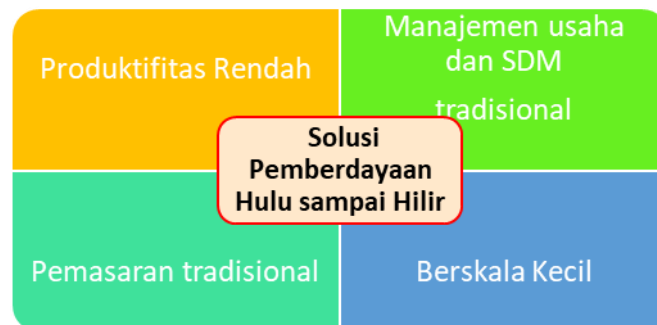 Produktifitas Rendah
Manajemen usaha
dan SDM
tradisional
Solusi
Pemberdayaan
Hulu sampai Hilir
Pemasaran tradisional
Berskala Kecil